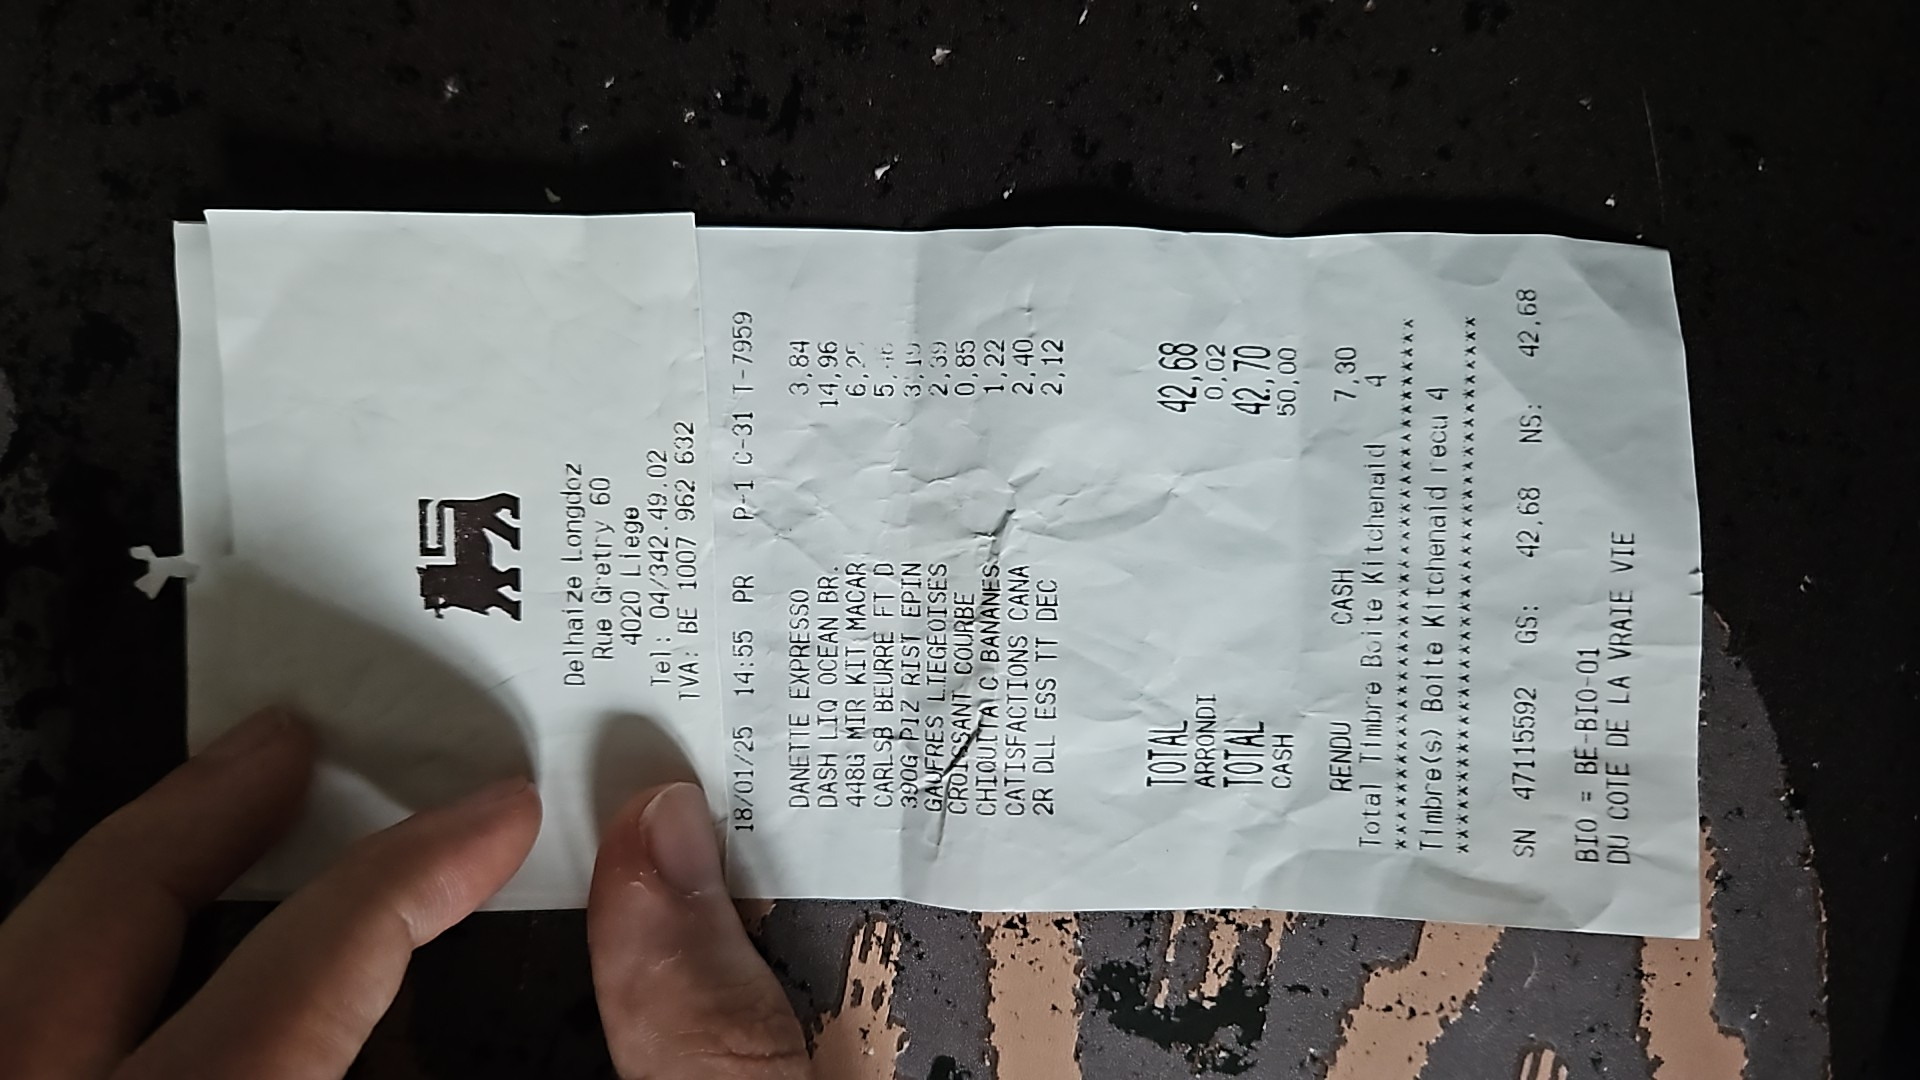 Delhaize Longdoz
Rue Gretry 60
4020 Liege
Tel: 04/342.49.02
TVA: BE 1007 962 632
18/01/25 14:55 PR P-1 C-31 T-7959
DANETTE EXPRESSO 3,84
DASH LIQ OCEAN BR. 14,96
448G MIR KIT MACAR
CARLSB BEURRE FT D
390G PIZ RIST EPIN
GAUFRES LIEGEOISES 2,39
CROISSANT COURBE 0,85
CHIQUITA C BANANES 1,22
CATISFACTIONS CANA 2,40
2R DLL ESS TT DEC 2,12
TOTAL 42,68
ARRONDI 0,02
TOTAL 42,70
CASH 50,00
RENDU CASH 7,30
Total Timbre Boite Kitchenaid 4
Timbre(s) Boite Kitchenaid recu 4
SN 47115592 GS: 42,68 NS: 42,68
BIO = BE-BIO-01
DU COTE DE LA VRAIE VIE